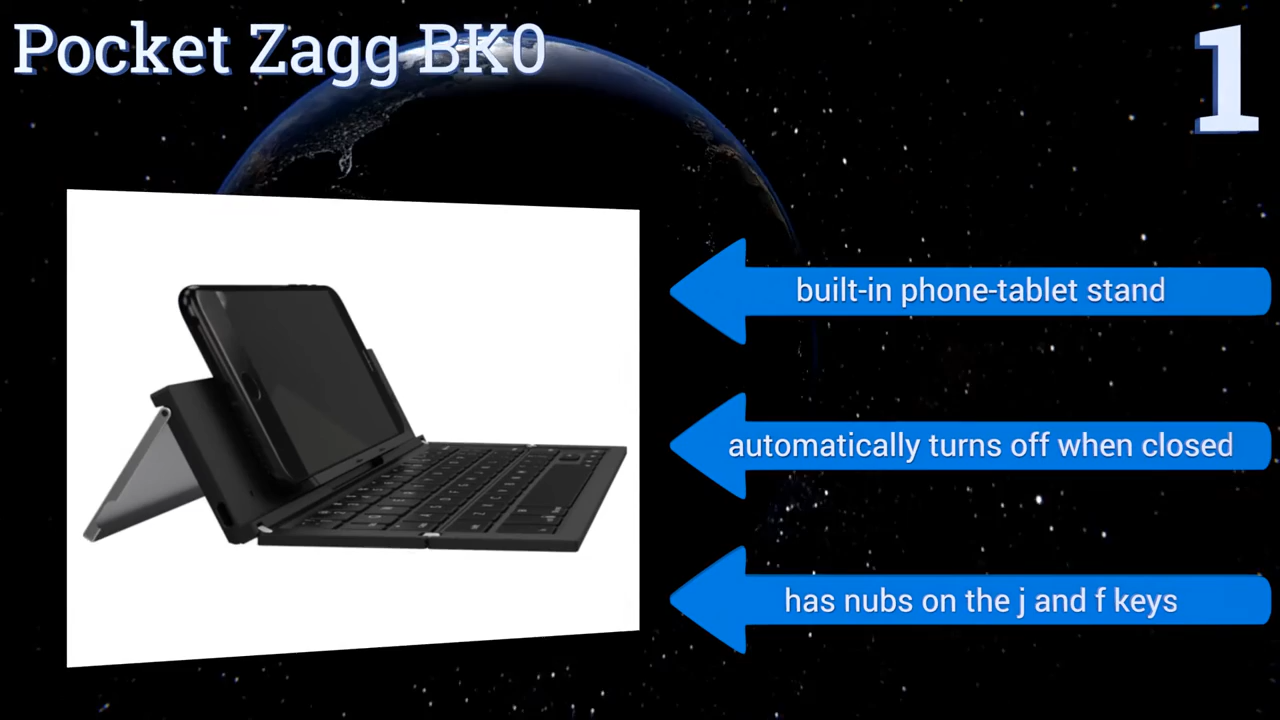 Pocket Zagg BK0
1
built-in phone-tablet stand
automatically turns off when closed
has nubs on the j and f keys